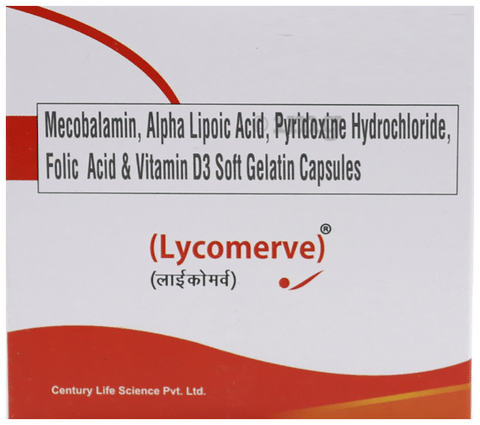 Mecobalamin, Alpha Lipoic Acid, Pyridoxine Hydrochloride,
Folic Acid & Vitamin D3 Soft Gelatin Capsules
(Lycomerve)®
(लाईकोमर्व)
Century Life Science Pvt. Ltd.